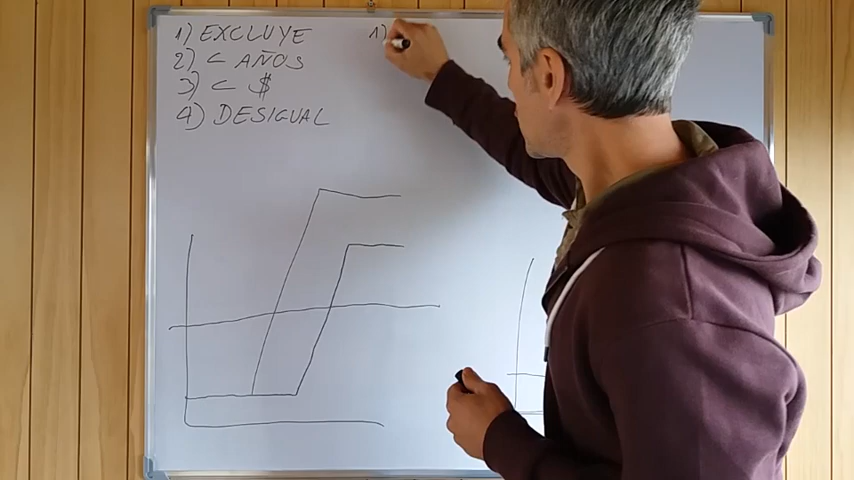 1) EXCLUYE
2) < AÑOS
3) < $
4) DESIGUAL
1)